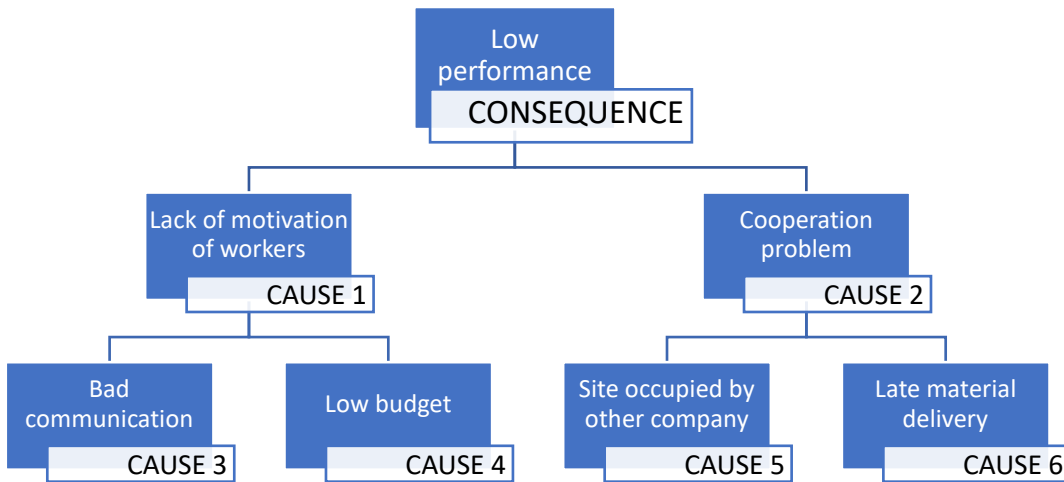 Low
performance
CONSEQUENCE
Lack of motivation
of workers
CAUSE 1
Cooperation
problem
CAUSE 2
Bad
communication
CAUSE 3
Low budget
CAUSE 4
Site occupied by
other company
CAUSE 5
Late material
delivery
CAUSE 6